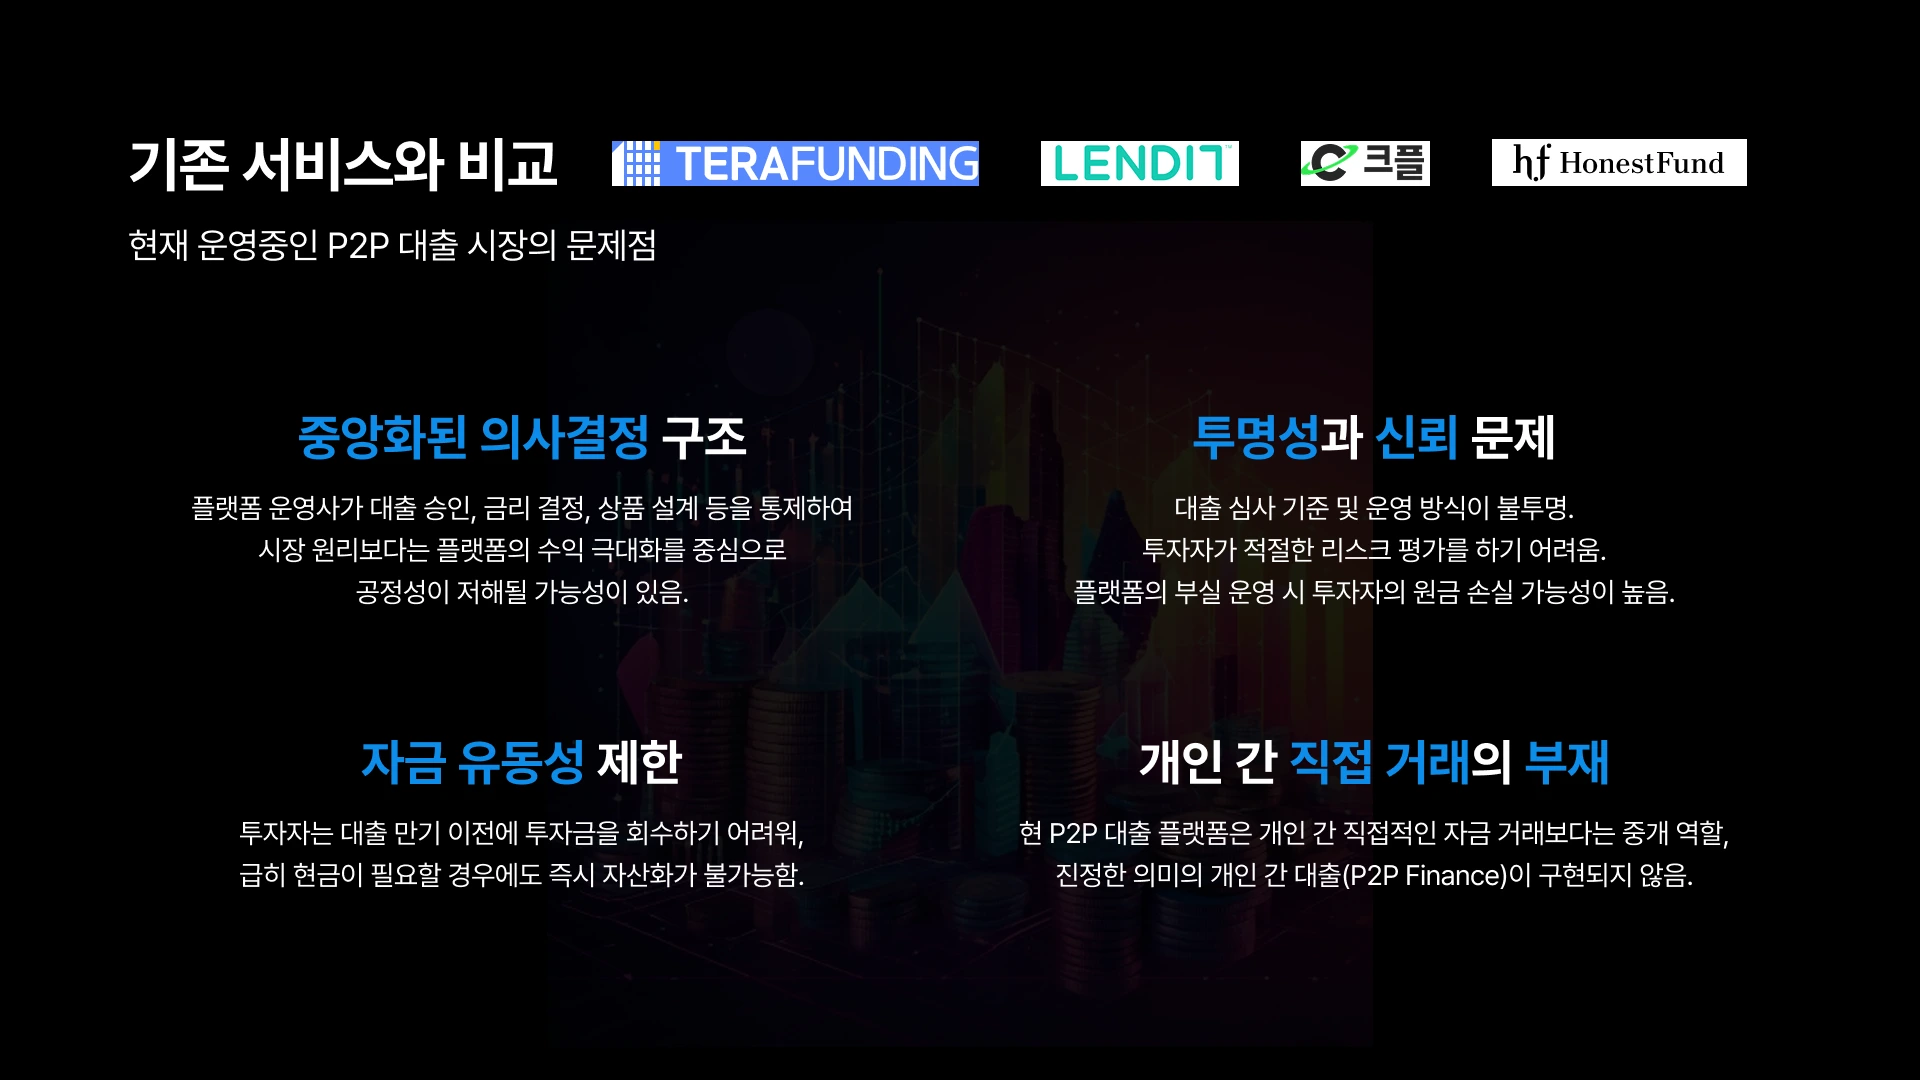 기존 서비스와 비교
TERAFUNDING
LENDIT™
크플
hf HonestFund
현재 운영중인 P2P 대출 시장의 문제점
중앙화된 의사결정 구조
플랫폼 운영사가 대출 승인, 금리 결정, 상품 설계 등을 통제하여
시장 원리보다는 플랫폼의 수익 극대화를 중심으로
공정성이 저해될 가능성이 있음.
투명성과 신뢰 문제
대출 심사 기준 및 운영 방식이 불투명.
투자자가 적절한 리스크 평가를 하기 어려움.
플랫폼의 부실 운영 시 투자자의 원금 손실 가능성이 높음.
자금 유동성 제한
투자자는 대출 만기 이전에 투자금을 회수하기 어려워,
급히 현금이 필요할 경우에도 즉시 자산화가 불가능함.
개인 간 직접 거래의 부재
현 P2P 대출 플랫폼은 개인 간 직접적인 자금 거래보다는 중개 역할,
진정한 의미의 개인 간 대출(P2P Finance)이 구현되지 않음.